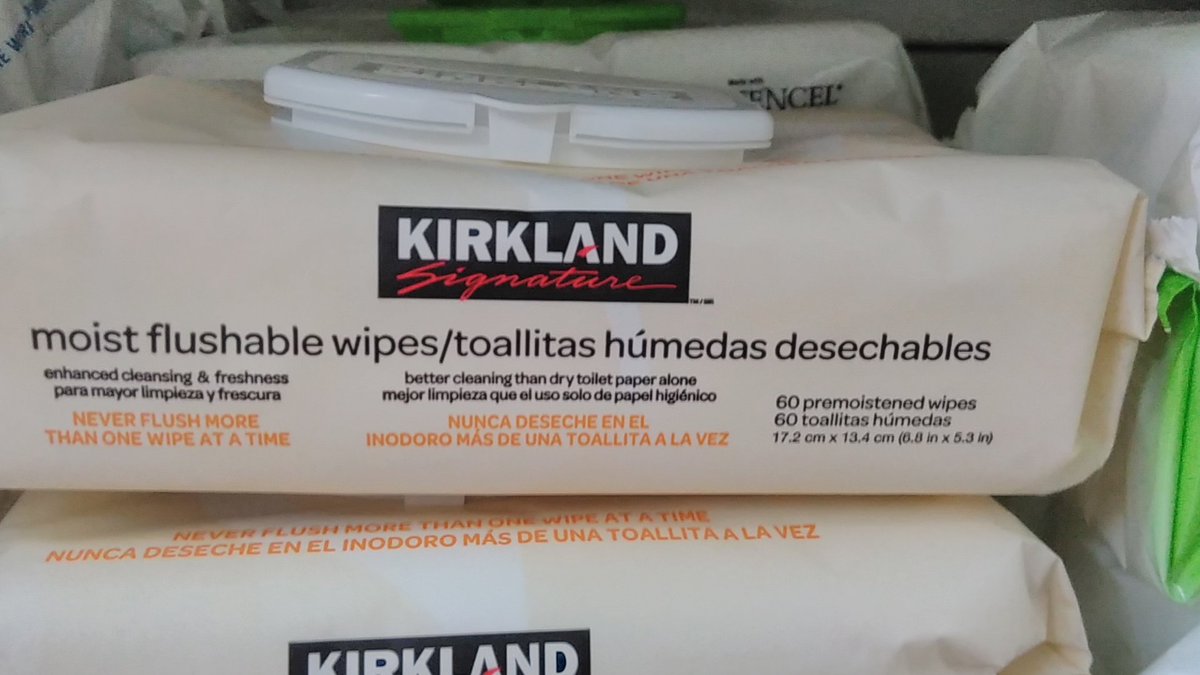 Made with
ENCEL
KIRKLAND
Signature
moist flushable wipes/toallitas húmedas desechables
enhanced cleansing & freshness
para mayor limpieza y frescura
NEVER FLUSH MORE
THAN ONE WIPE AT A TIME
better cleaning than dry toilet paper alone
mejor limpieza que el uso solo de papel higiénico
NUNCA DESECHE EN EL
INODORO MÁS DE UNA TOALLITA A LA VEZ
60 premoistened wipes
60 toallitas húmedas
17.2 cm x 13.4 cm (6.8 in x 5.3 in)
NEVER FLUSH MORE THAN ONE WIPE AT A TIME
NUNCA DESECHE EN EL INODORO MÁS DE UNA TOALLITA A LA VEZ
KIRKLAND